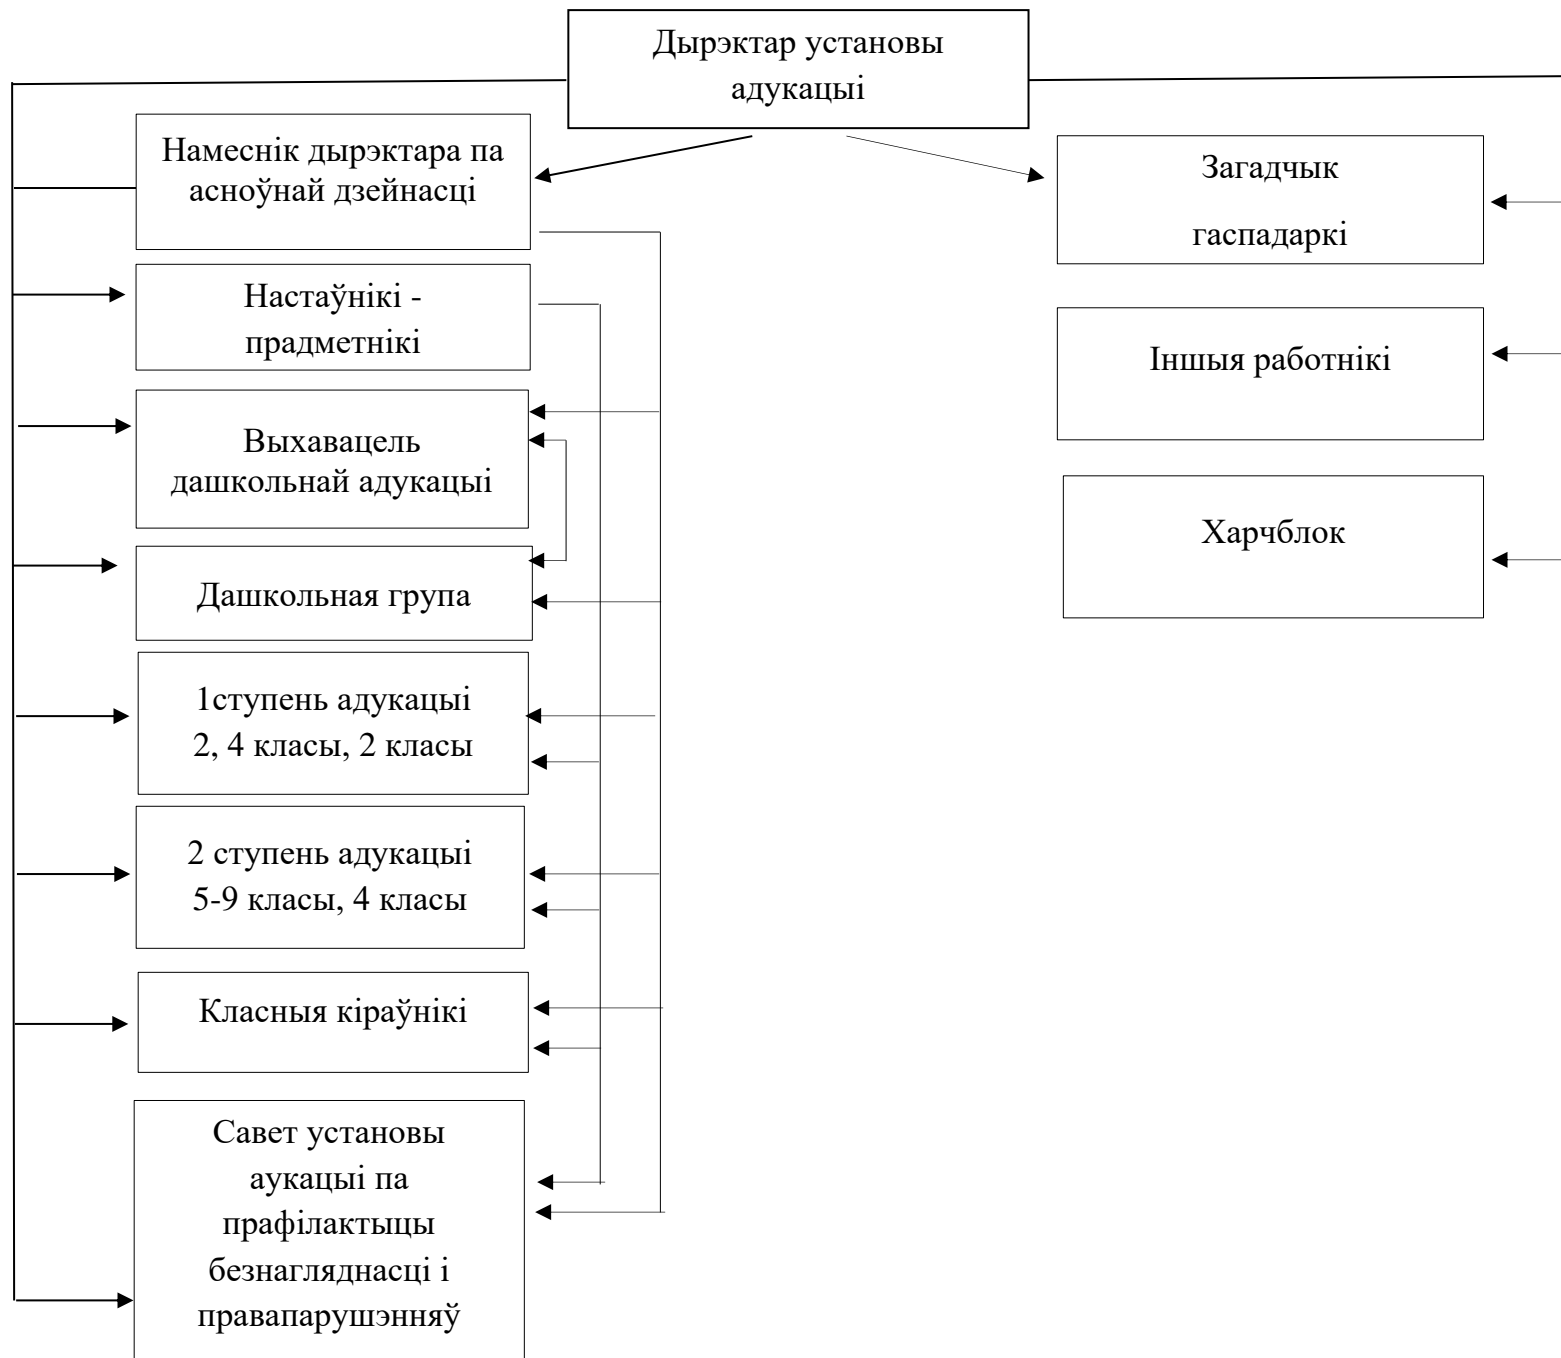 Дырэктар установы
адукацыі
Намеснік дырэктара па
асноўнай дзейнасці
Загадчык
гаспадаркі
Настаўнікі -
прадметнікі
Іншыя работнікі
Выхавацель
дашкольнай адукацыі
Харчблок
Дашкольная група
1ступень адукацыі
2, 4 класы, 2 класы
2 ступень адукацыі
5-9 класы, 4 класы
Класныя кіраўнікі
Савет установы
аукацыі па
прафілактыцы
безнагляднасці і
правапарушэнняў